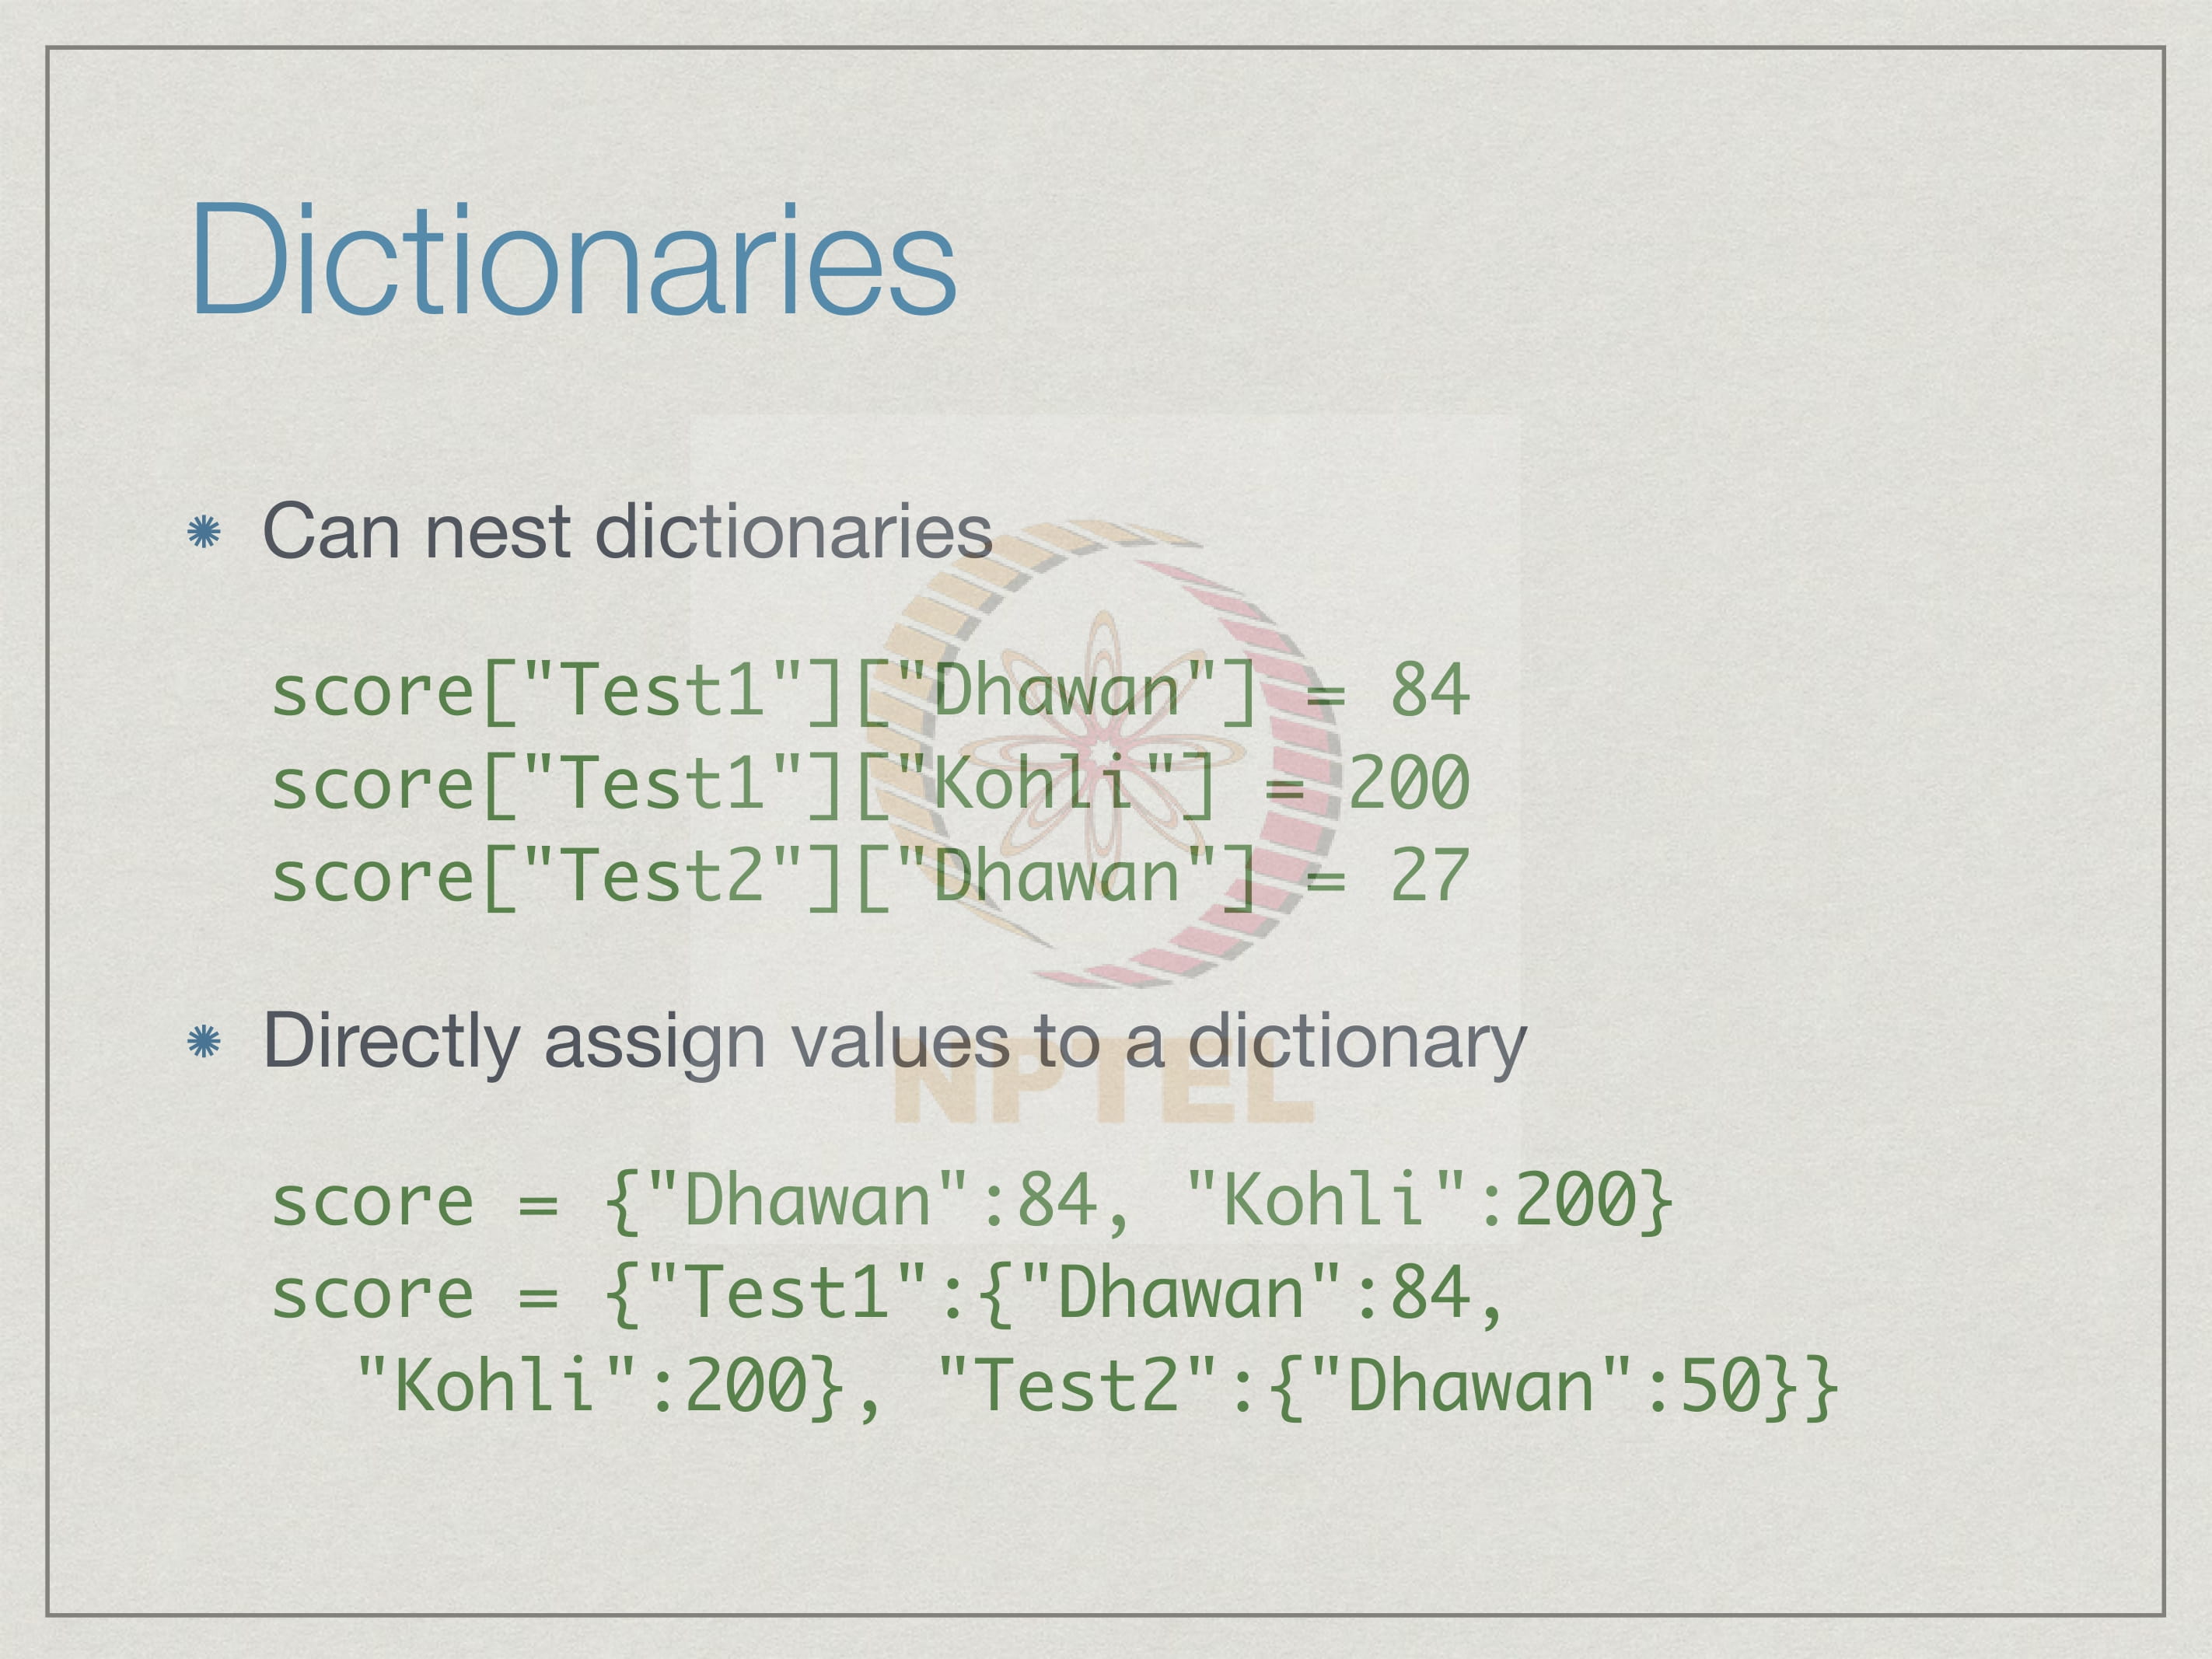 Dictionaries
Can nest dictionaries
score["Test1"]["Dhawan"] = 84
score["Test1"]["Kohli"] = 200
score["Test2"]["Dhawan"] = 27
Directly assign values to a dictionary
NPTEL
score = {"Dhawan":84, "Kohli":200}
score = {"Test1":{"Dhawan":84,
"Kohli":200}, "Test2":{"Dhawan":50}}